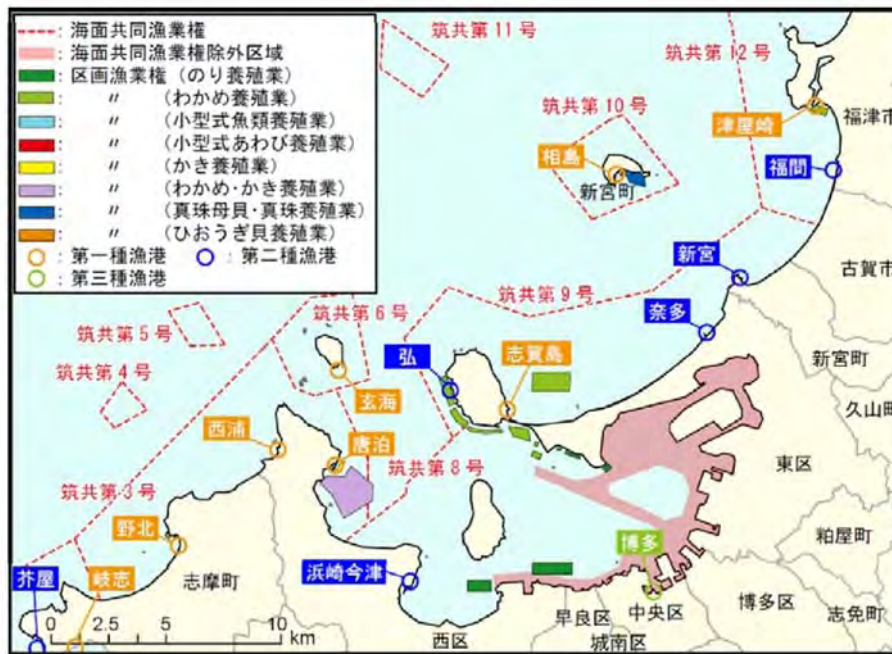 海面共同漁業権
海面共同漁業権除外区域
区画漁業権（のり養殖業）
〃（わかめ養殖業）
〃（小型式魚類養殖業）
〃（小型式あわび養殖業）
〃（かき養殖業）
〃（わかめ・かき養殖業）
〃（真珠母貝・真珠養殖業）
〃（ひおうぎ貝養殖業）
：第一種漁港 ：第二種漁港
：第三種漁港
筑共第11号
筑共第12号
筑共第10号
津屋崎
福津市
相島
新宮町
福間
古賀市
新宮
筑共第9号
奈多
筑共第6号
筑共第5号
新宮町
弘
志賀島
筑共第4号
玄海
久山町
西浦
唐泊
東区
筑共第8号
筑共第3号
粕屋町
野北
博多
芥屋
岐志
志摩町
浜崎今津
博多区
志免町
早良区
中央区
西区
城南区
0 2.5 5 10
km